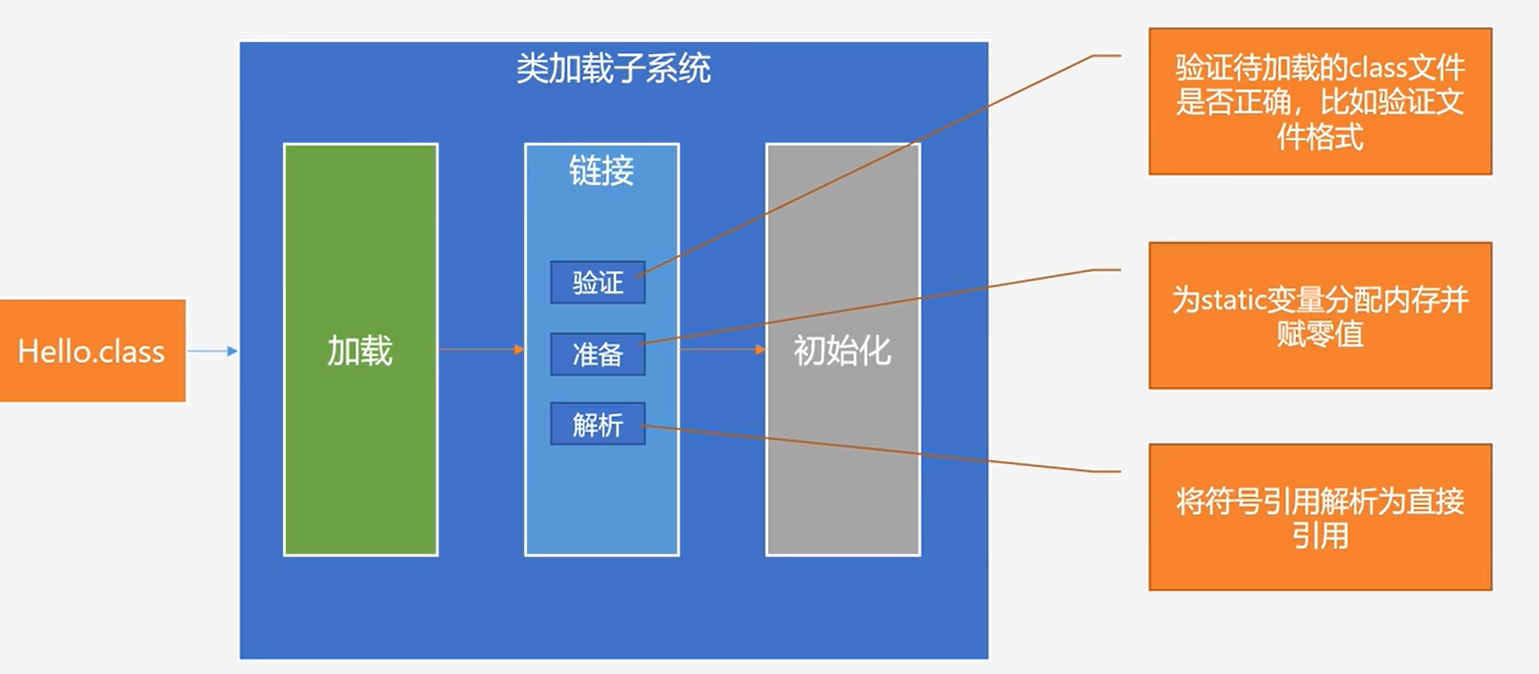 类加载子系统
Hello.class
加载
链接
验证
准备
解析
初始化
验证待加载的class文件
是否正确，比如验证文
件格式
为static变量分配内存并
赋零值
将符号引用解析为直接
引用